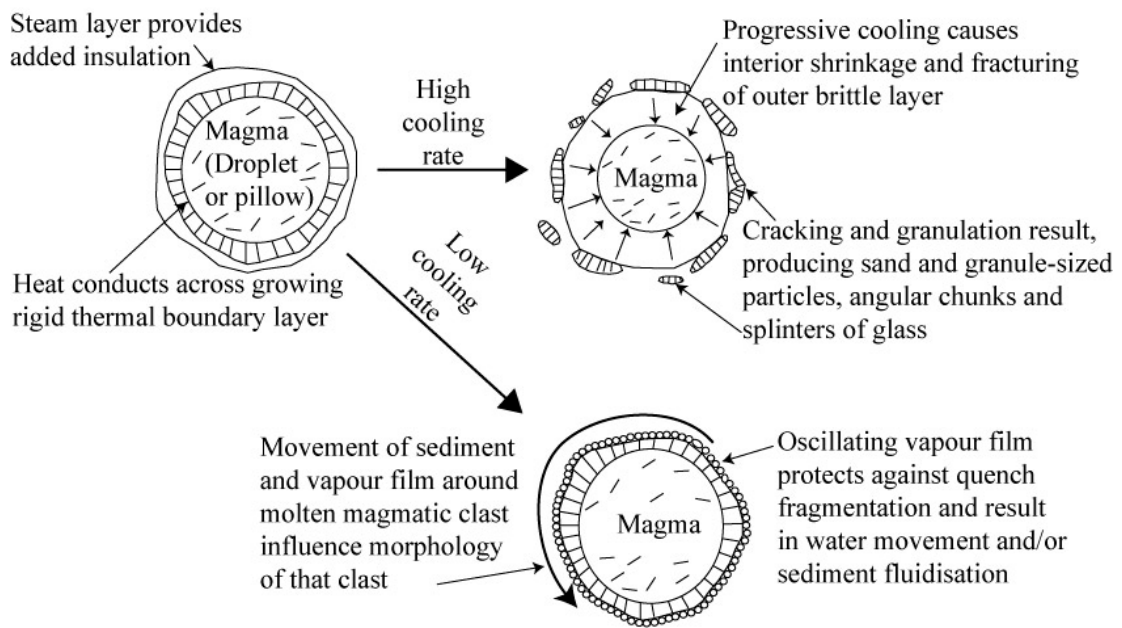 Steam layer provides
added insulation
Magma
(Droplet
or pillow)
Heat conducts across growing
rigid thermal boundary layer
High
cooling
rate
Low
cooling
rate
Progressive cooling causes
interior shrinkage and fracturing
of outer brittle layer
Magma
Cracking and granulation result,
producing sand and granule-sized
particles, angular chunks and
splinters of glass
Movement of sediment
and vapour film around
molten magmatic clast
influence morphology
of that clast
Magma
Oscillating vapour film
protects against quench
fragmentation and result
in water movement and/or
sediment fluidisation